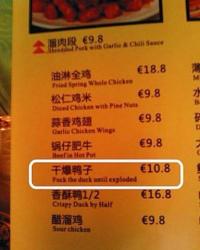 溜肉段 €9.8
Shredded Pork with Garlic & Chili Sauce
油淋全鸡 €18.8
Fried Spring Whole Chicken
松仁鸡米 €9.8
Diced Chicken with Pine Nuts
蒜香鸡翅 €9.8
Garlic Chicken Wings
锅仔肥牛 €9.8
Beef in Hot Pot
干爆鸭子 €10.8
Fuck the duck until exploded
香酥鸭1/2 €16.8
Crispy Duck by Half
醋溜鸡 €9.8
Sour chicken